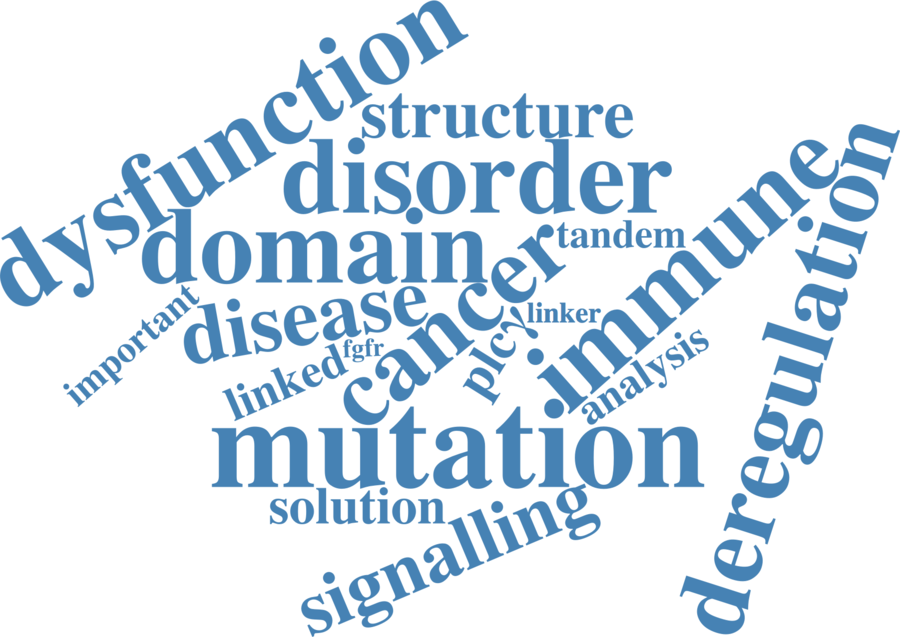 dysfunction
structure
disorder
immune
deregulation
domain
tandem
cancer
important
disease
linker
plcγ
fgfr
linked
analysis
mutation
solution
signalling